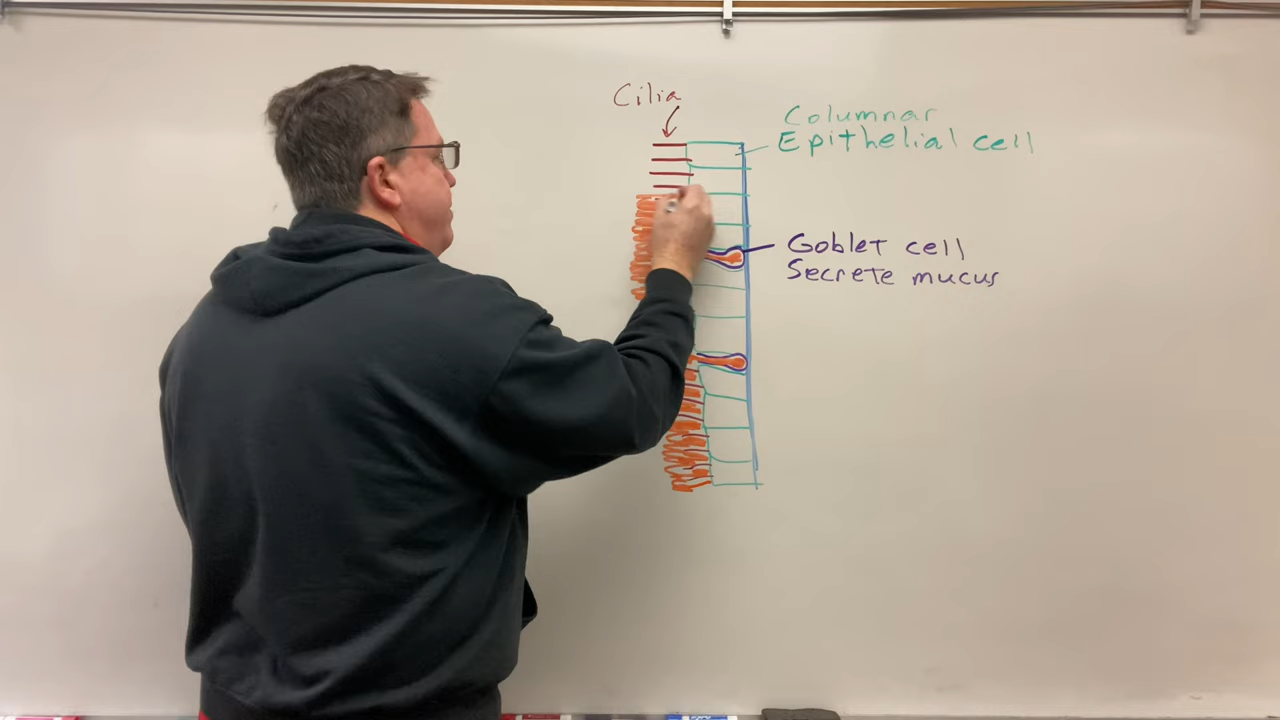 Cilia
Columnar
Epithelial cell
Goblet cell
Secrete mucus